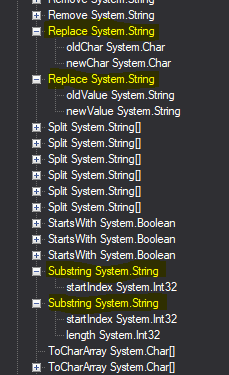 Remove System.String
Remove System.String
Replace System.String
oldChar System.Char
newChar System.Char
Replace System.String
oldValue System.String
newValue System.String
Split System.String[]
Split System.String[]
Split System.String[]
Split System.String[]
Split System.String[]
Split System.String[]
StartsWith System.Boolean
StartsWith System.Boolean
StartsWith System.Boolean
Substring System.String
startIndex System.Int32
Substring System.String
startIndex System.Int32
length System.Int32
ToCharArray System.Char[]
ToCharArray System.Char[]